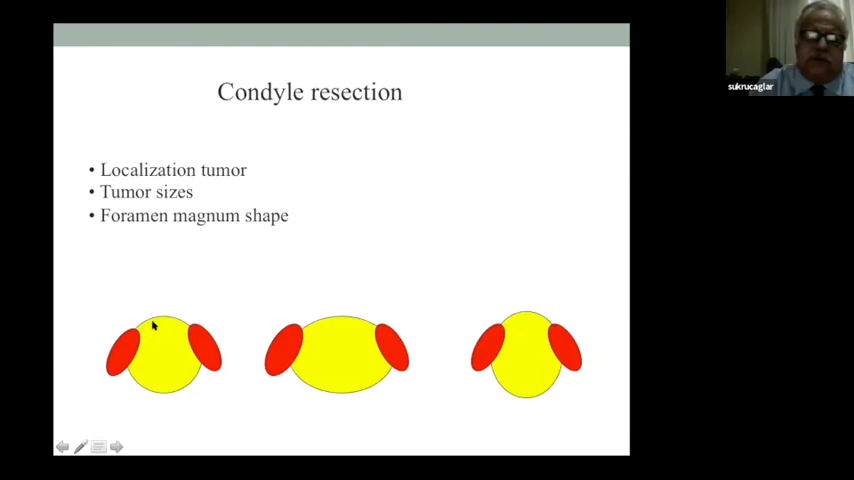 Condyle resection
• Localization tumor
• Tumor sizes
• Foramen magnum shape
sukrucaglar